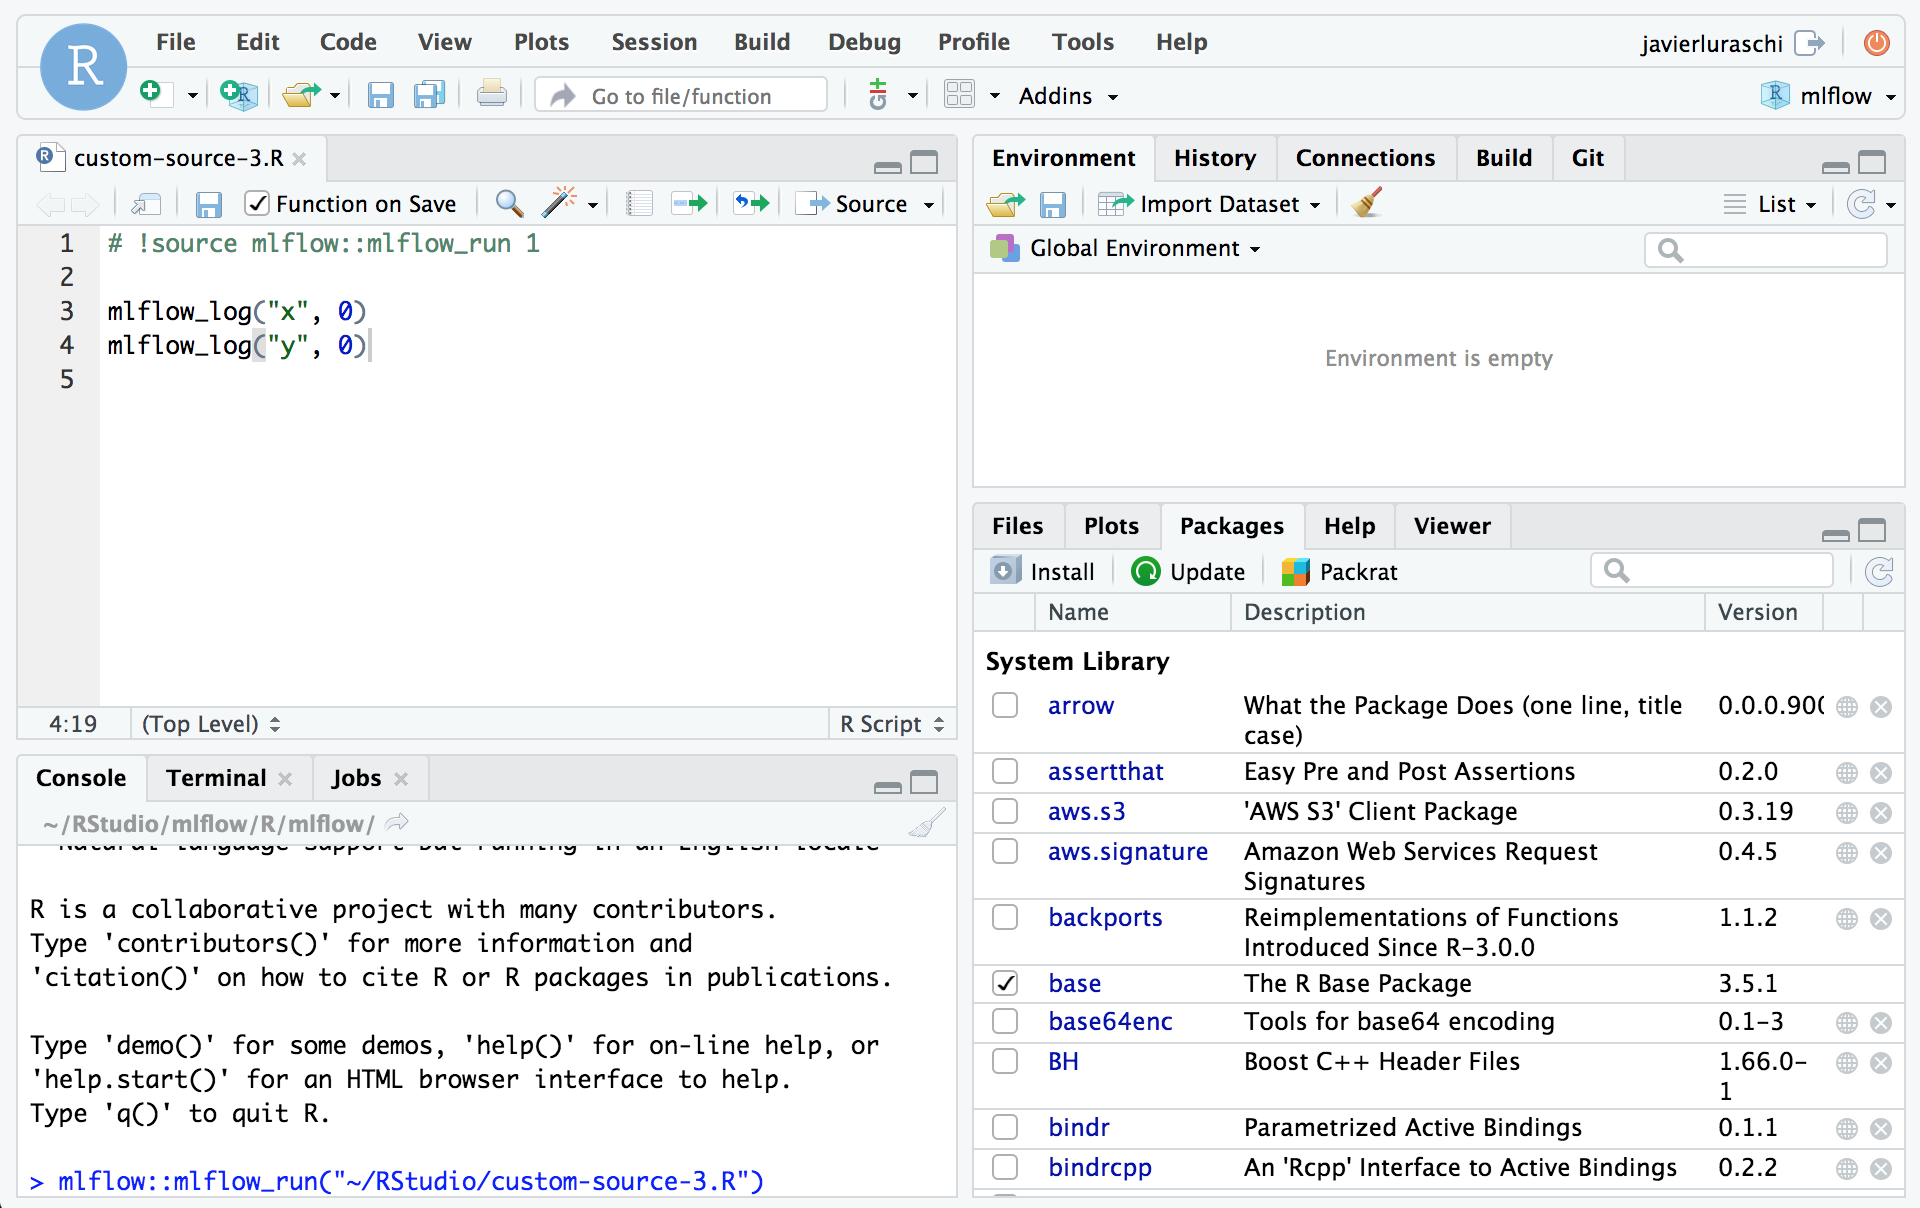 R File Edit Code View Plots Session Build Debug Profile Tools Help javierluraschi
Go to file/function Addins mlflow
custom-source-3.R
Function on Save Source
1 # !source mlflow::mlflow_run 1
2
3 mlflow_log("x", 0)
4 mlflow_log("y", 0)
5
4:19 (Top Level) R Script
Console Terminal Jobs
~/RStudio/mlflow/R/mlflow/
Natural language support but running in an English locale
R is a collaborative project with many contributors.
Type 'contributors()' for more information and
'citation()' on how to cite R or R packages in publications.
Type 'demo()' for some demos, 'help()' for on-line help, or
'help.start()' for an HTML browser interface to help.
Type 'q()' to quit R.
> mlflow::mlflow_run("~/RStudio/custom-source-3.R")
Environment History Connections Build Git
Import Dataset List
Global Environment
Environment is empty
Files Plots Packages Help Viewer
Install Update Packrat
Name Description Version
System Library
arrow What the Package Does (one line, title 0.0.0.900
case)
assertthat Easy Pre and Post Assertions 0.2.0
aws.s3 'AWS S3' Client Package 0.3.19
aws.signature Amazon Web Services Request 0.4.5
Signatures
backports Reimplementations of Functions 1.1.2
Introduced Since R-3.0.0
base The R Base Package 3.5.1
base64enc Tools for base64 encoding 0.1-3
BH Boost C++ Header Files 1.66.0-
1
bindr Parametrized Active Bindings 0.1.1
bindrcpp An 'Rcpp' Interface to Active Bindings 0.2.2